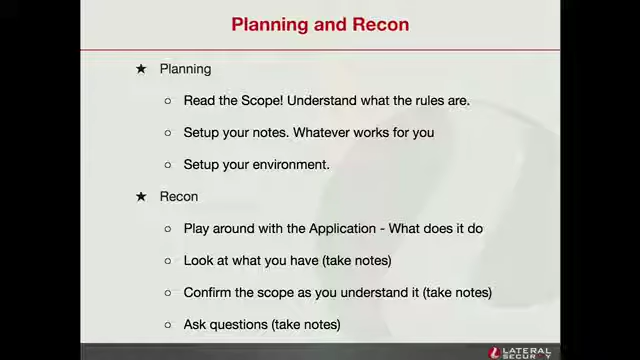 Planning and Recon
★ Planning
○ Read the Scope! Understand what the rules are.
○ Setup your notes. Whatever works for you
○ Setup your environment.
★ Recon
○ Play around with the Application - What does it do
○ Look at what you have (take notes)
○ Confirm the scope as you understand it (take notes)
○ Ask questions (take notes)
LATERAL
SECURITY